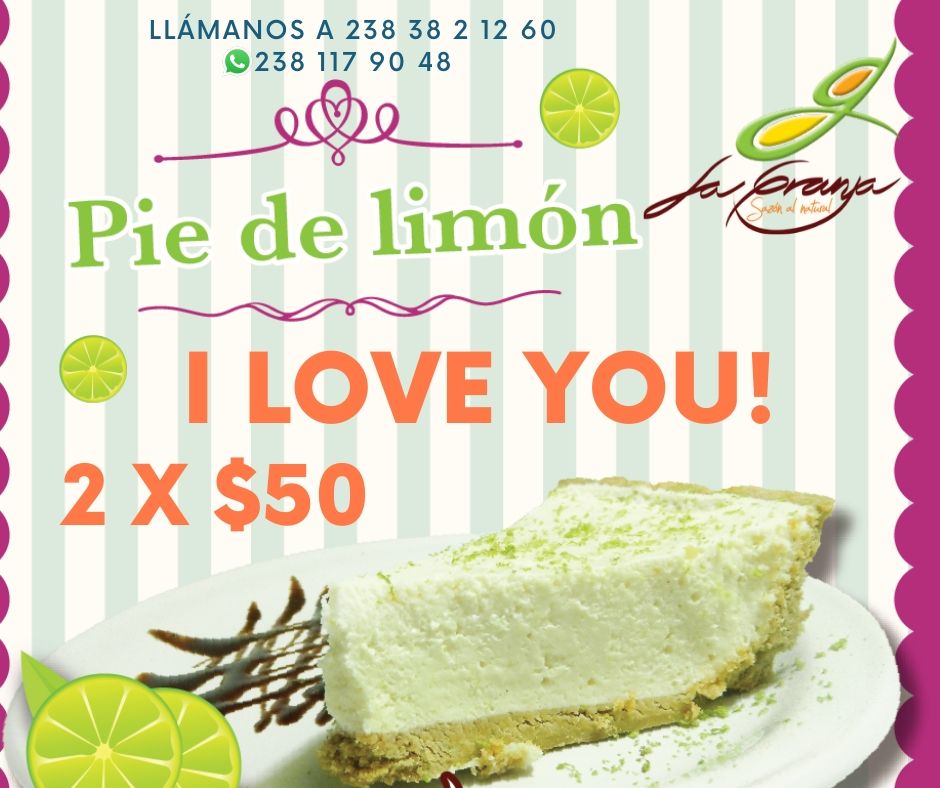 LLÁMANOS A 238 38 2 12 60
238 117 90 48
La Granja
Sazón al natural
Pie de limón
I LOVE YOU!
2 X $50